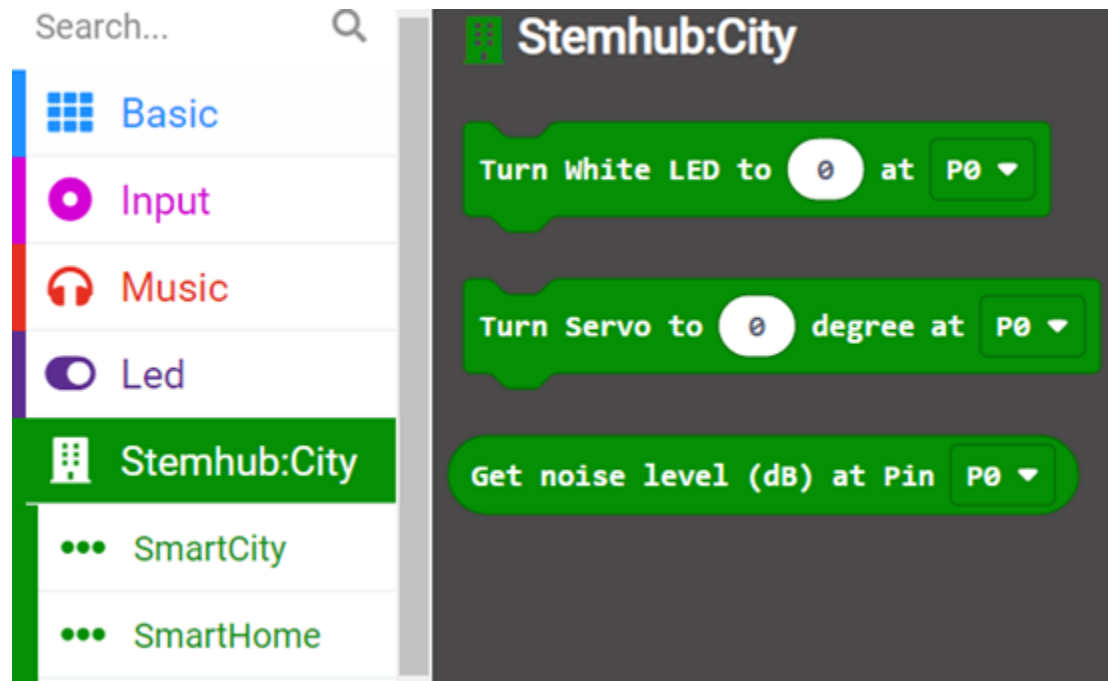 Search...
Basic
Input
Music
Led
Stemhub:City
SmartCity
SmartHome
Stemhub:City
Turn White LED to 0 at P0
Turn Servo to 0 degree at P0
Get noise level (dB) at Pin P0